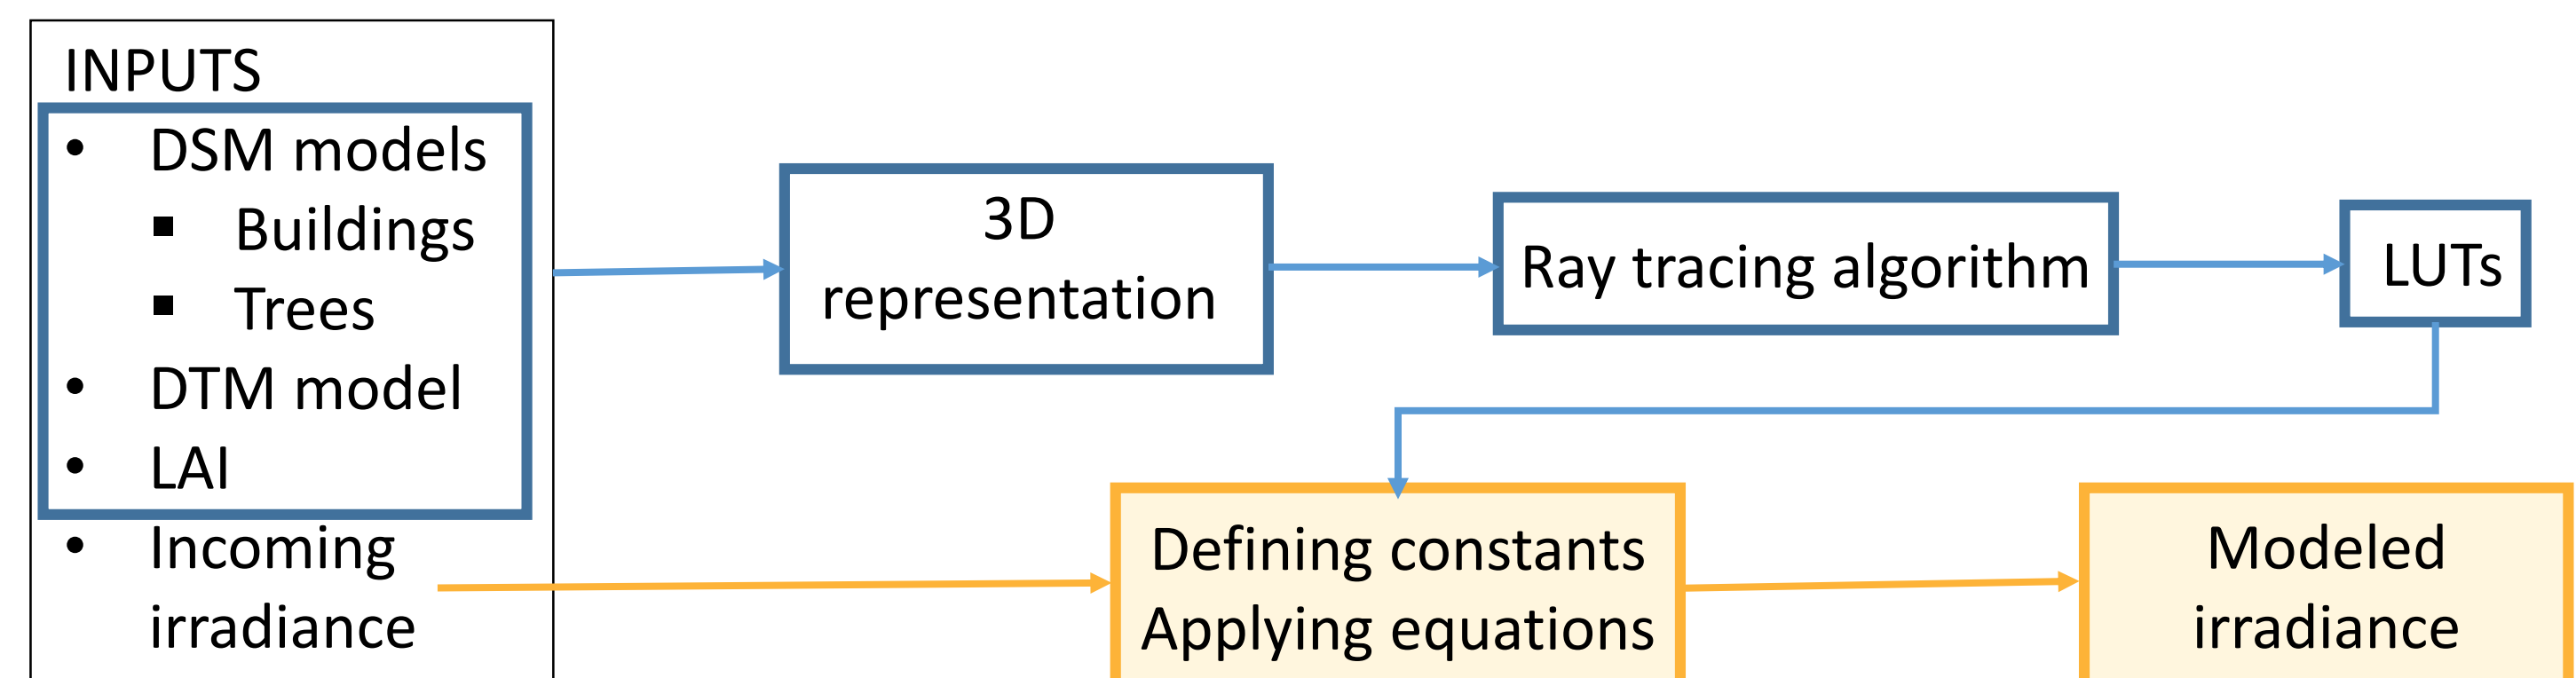 INPUTS
• DSM models
▪ Buildings
▪ Trees
• DTM model
• LAI
• Incoming
irradiance
3D
representation
Ray tracing algorithm
LUTs
Defining constants
Applying equations
Modeled
irradiance